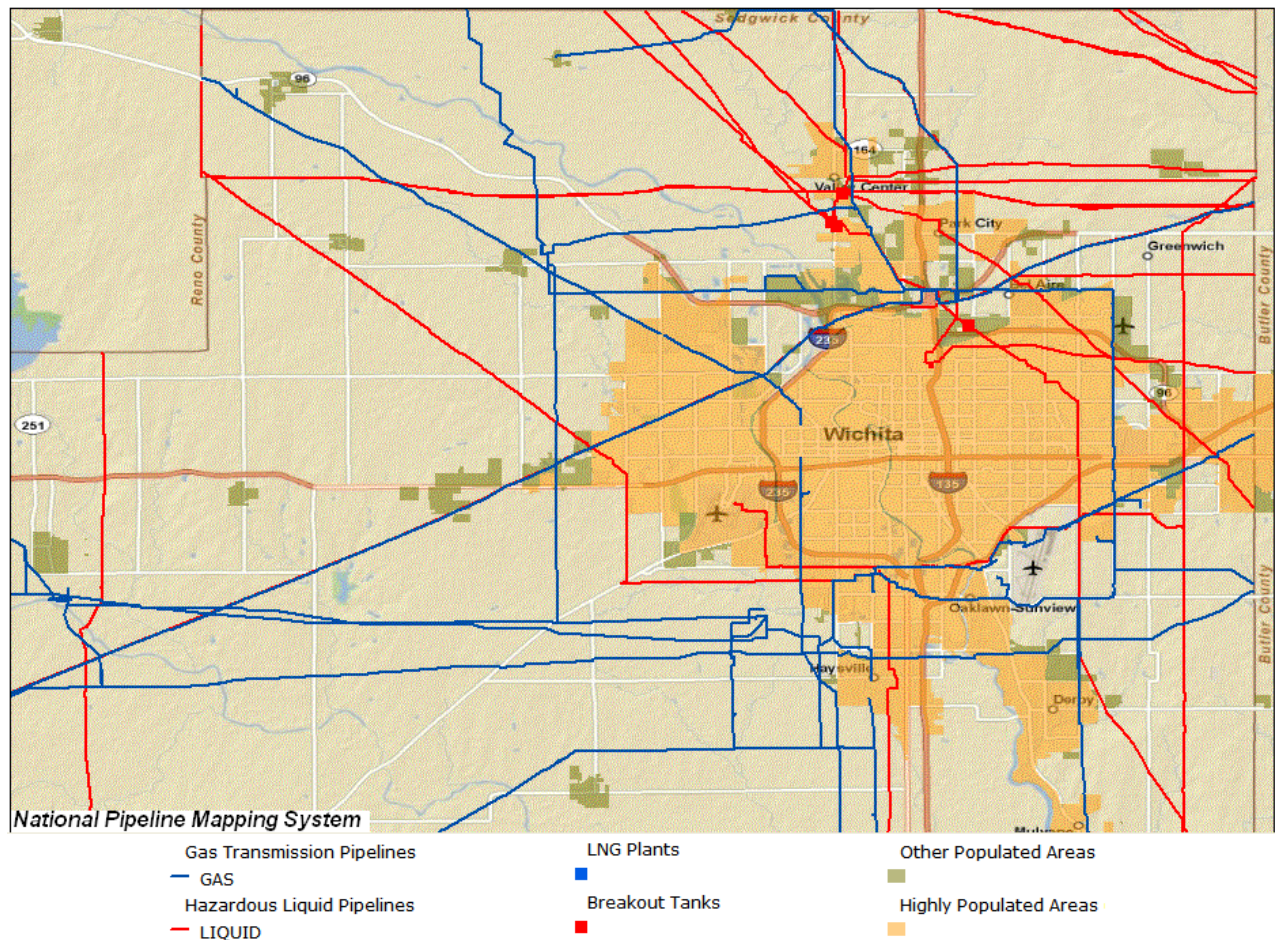 Sedgwick County
96
164
Valley Center
Park City
Reno County
Greenwich
Bel Aire
Butler County
235
96
251
Wichita
235
135
Oaklawn-Sunview
Butler County
Haysville
Derby
Mulvane
National Pipeline Mapping System
Gas Transmission Pipelines
LNG Plants
Other Populated Areas
GAS
Hazardous Liquid Pipelines
Breakout Tanks
Highly Populated Areas
LIQUID